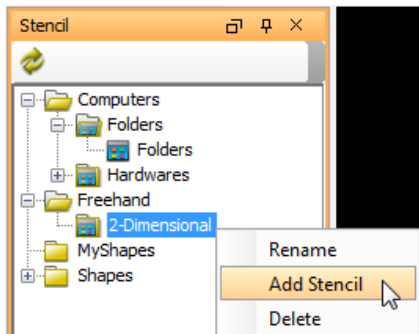 Stencil
Computers
Folders
Folders
Hardwares
Freehand
2-Dimensional
MyShapes
Shapes
Rename
Add Stencil
Delete